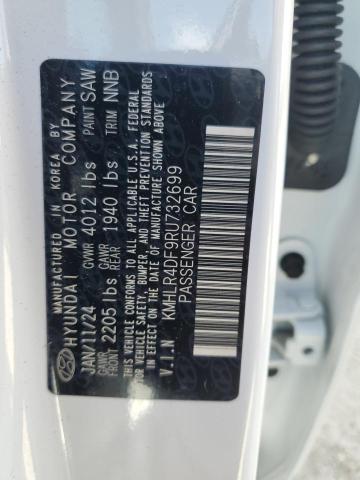 MANUFACTURED IN KOREA BY
HYUNDAI MOTOR COMPANY
JAN/11/24 GVWR 4012 lbs PAINT SAW
GAWR FRONT 2205 lbs GAWR REAR 1940 lbs TRIM NNB
THIS VEHICLE CONFORMS TO ALL APPLICABLE U.S.A. FEDERAL
MOTOR VEHICLE SAFETY, BUMPER, AND THEFT PREVENTION STANDARDS
IN EFFECT ON THE DATE OF MANUFACTURE SHOWN ABOVE
V.I.N KMHLR4DF9RU732699
PASSENGER CAR